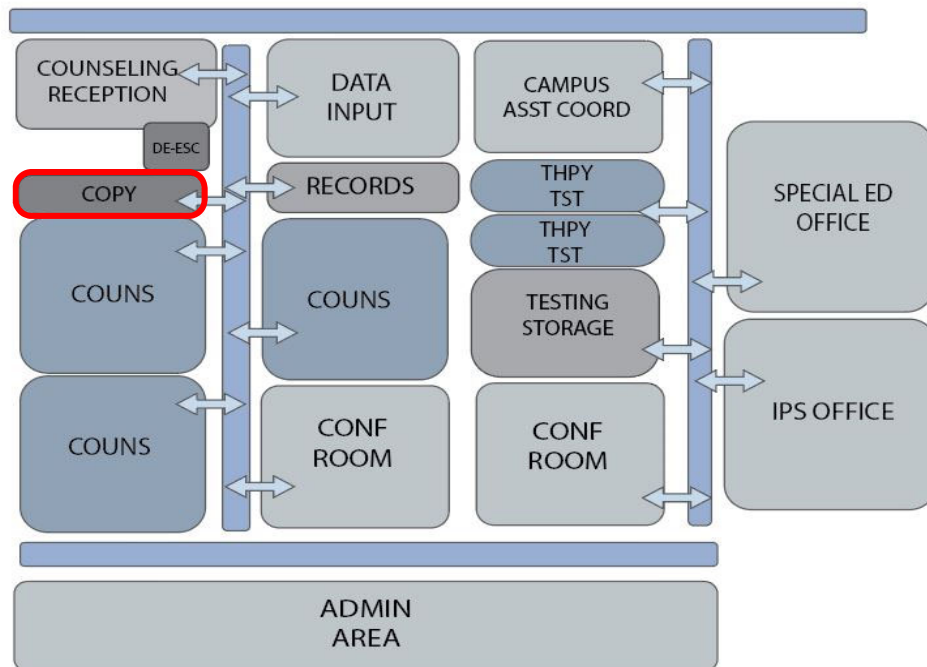 COUNSELING
RECEPTION
DATA
INPUT
CAMPUS
ASST COORD
DE-ESC
COPY
RECORDS
THPY
TST
THPY
TST
SPECIAL ED
OFFICE
COUNS
COUNS
TESTING
STORAGE
COUNS
CONF
ROOM
CONF
ROOM
IPS OFFICE
ADMIN
AREA